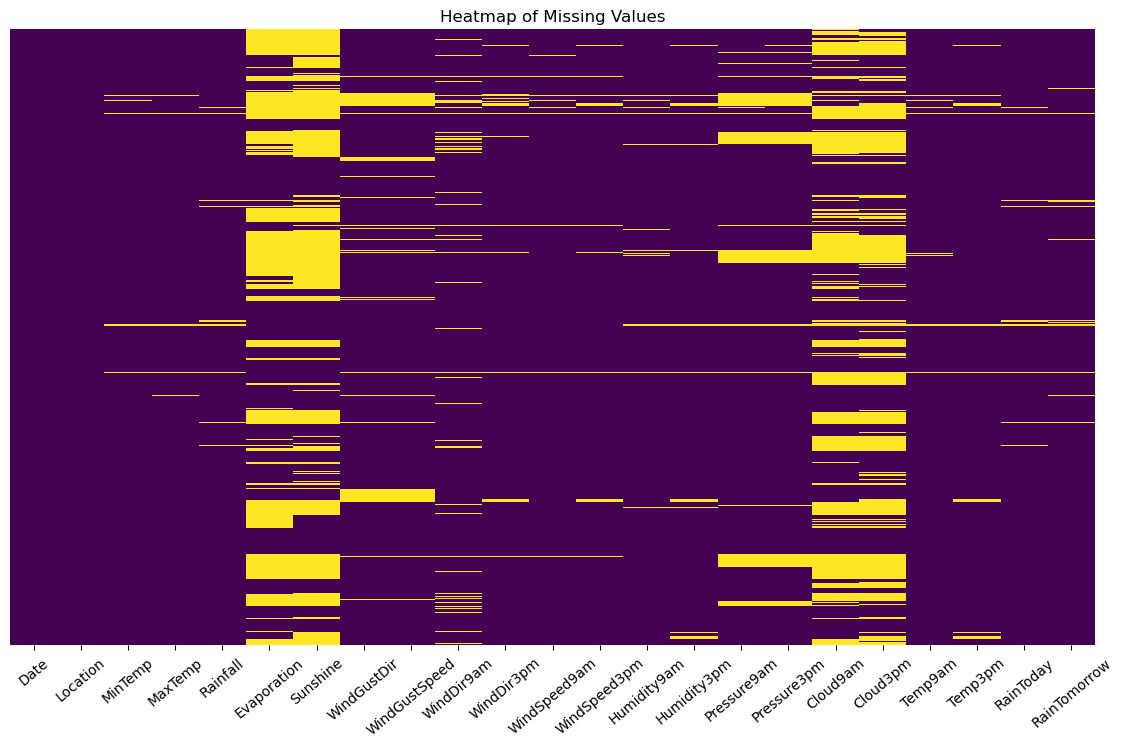 Heatmap of Missing Values
Date
Location
MinTemp
MaxTemp
Rainfall
Evaporation
Sunshine
WindGustDir
WindGustSpeed
WindDir9am
WindDir3pm
WindSpeed9am
WindSpeed3pm
Humidity9am
Humidity3pm
Pressure9am
Pressure3pm
Cloud9am
Cloud3pm
Temp9am
Temp3pm
RainToday
RainTomorrow